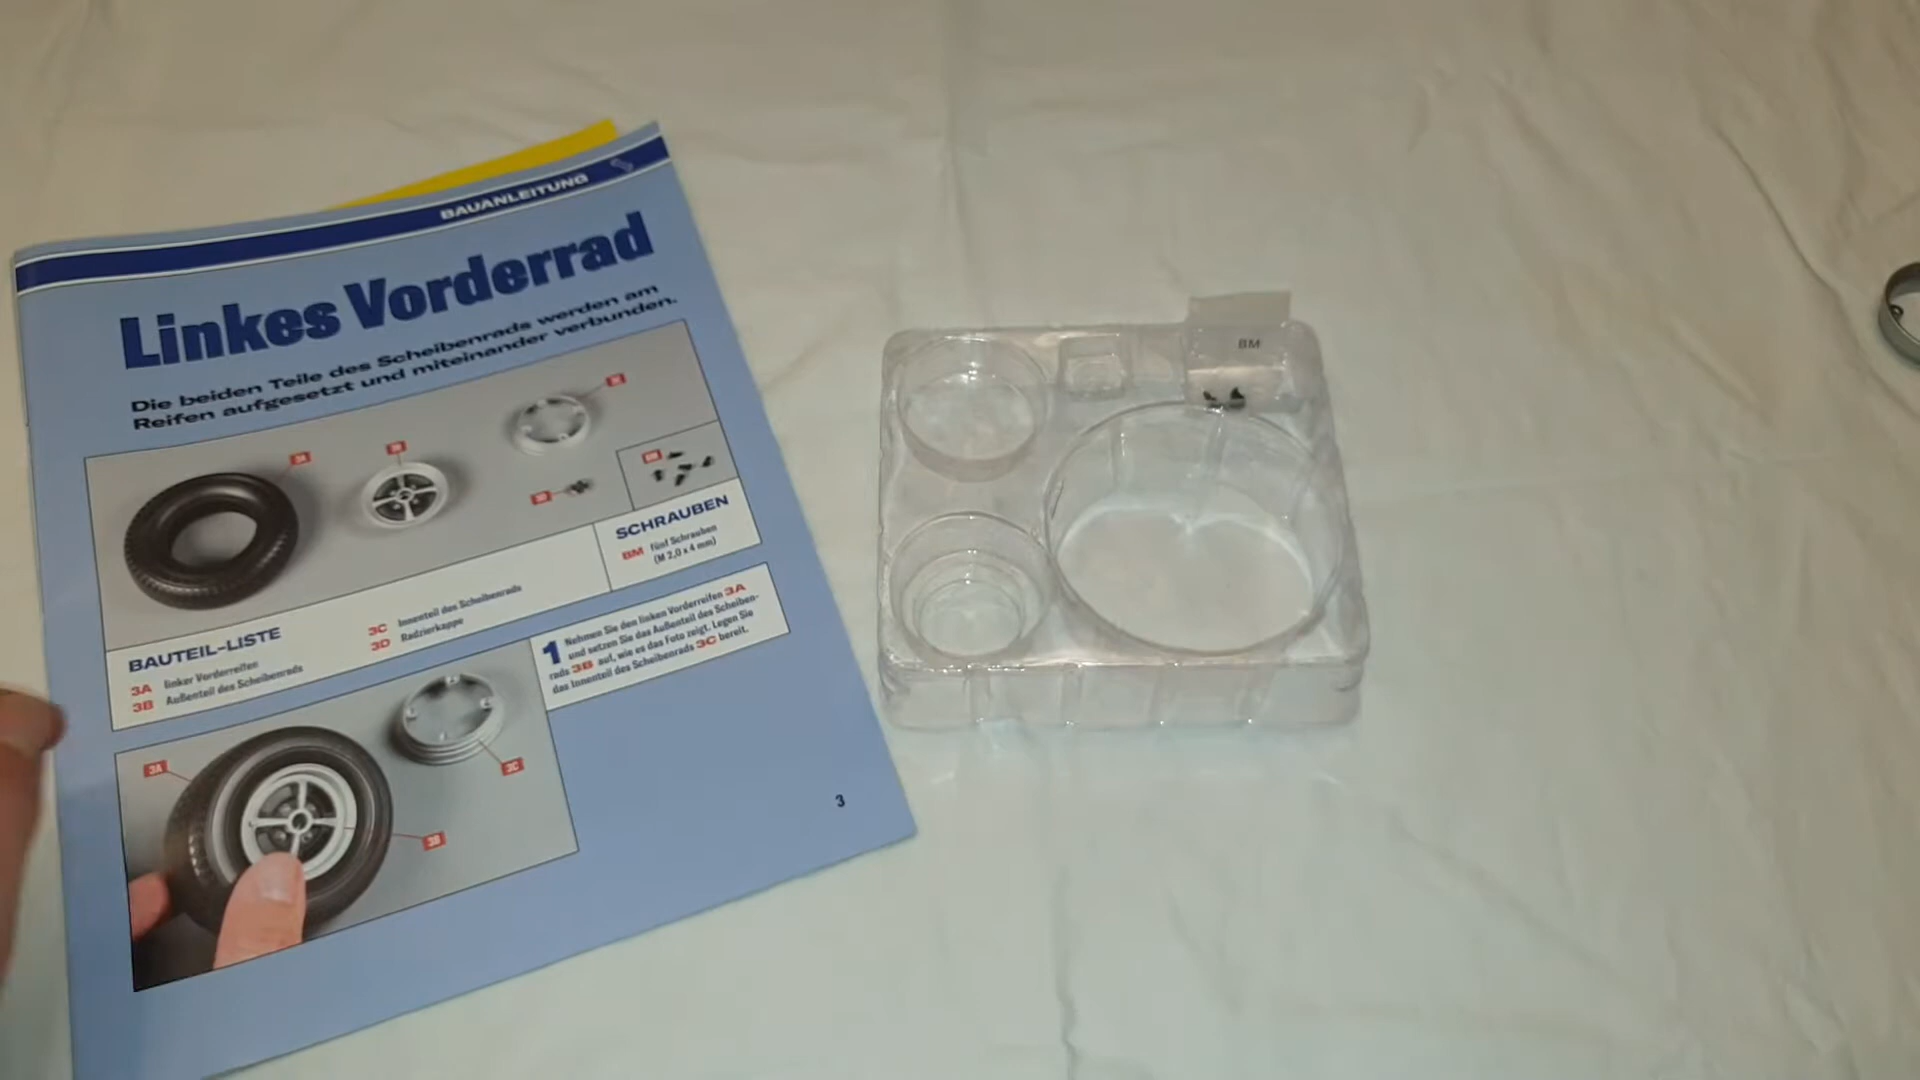 BAUANLEITUNG
Linkes Vorderrad
Die beiden Teile des Scheibenrads werden am
Reifen aufgesetzt und miteinander verbunden.
3A
3B
3D
BM
SCHRAUBEN
BM fünf Schrauben
(M 2,0 x 4 mm)
BAUTEIL-LISTE
3A linker Vorderreifen
3B Außenteil des Scheibenrads
3C Innenteil des Scheibenrads
3D Radzierkappe
1 Nehmen Sie den linken Vorderreifen 3A
und setzen Sie das Außenteil des Scheiben-
rads 3B auf, wie es das Foto zeigt. Legen Sie
das Innenteil des Scheibenrads 3C bereit.
3A
3C
3B
3
BM